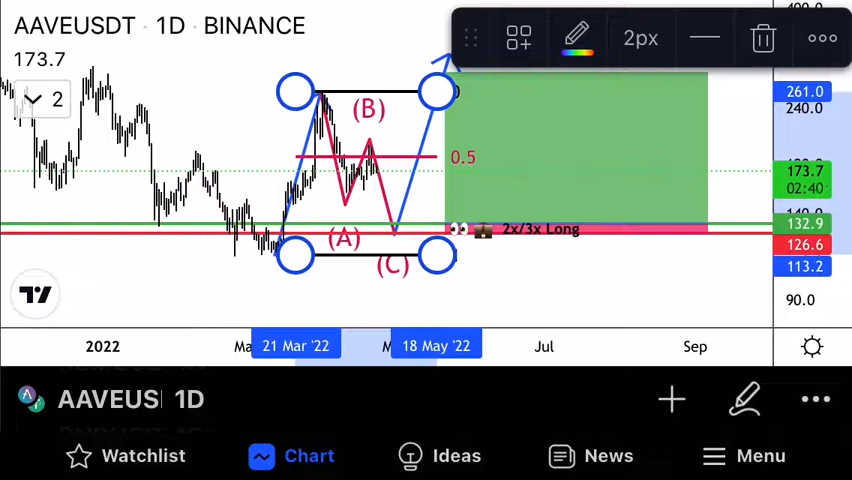 AAVEUSDT · 1D · BINANCE
173.7
2
2px
(B)
0.5
(A)
(C)
2x/3x Long
261.0
240.0
173.7
02:40
132.9
126.6
113.2
90.0
2022
21 Mar '22
18 May '22
Jul
Sep
AAVEUS 1D
Watchlist
Chart
Ideas
News
Menu